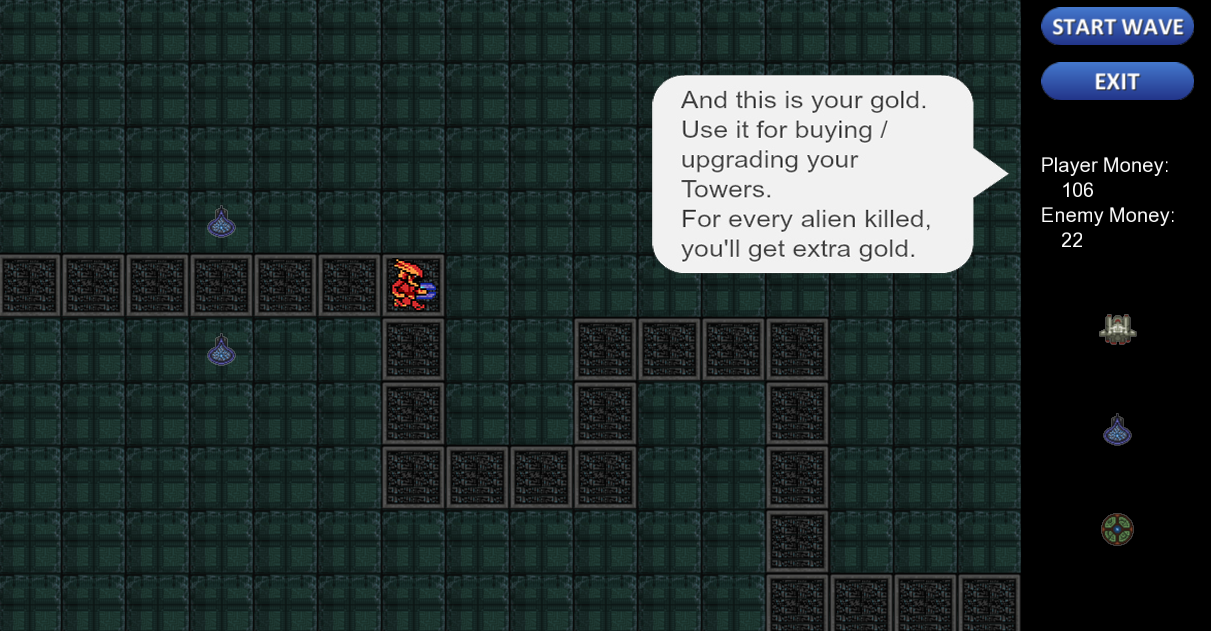 START WAVE
EXIT
And this is your gold.
Use it for buying /
upgrading your
Towers.
For every alien killed,
you'll get extra gold.
Player Money:
106
Enemy Money:
22